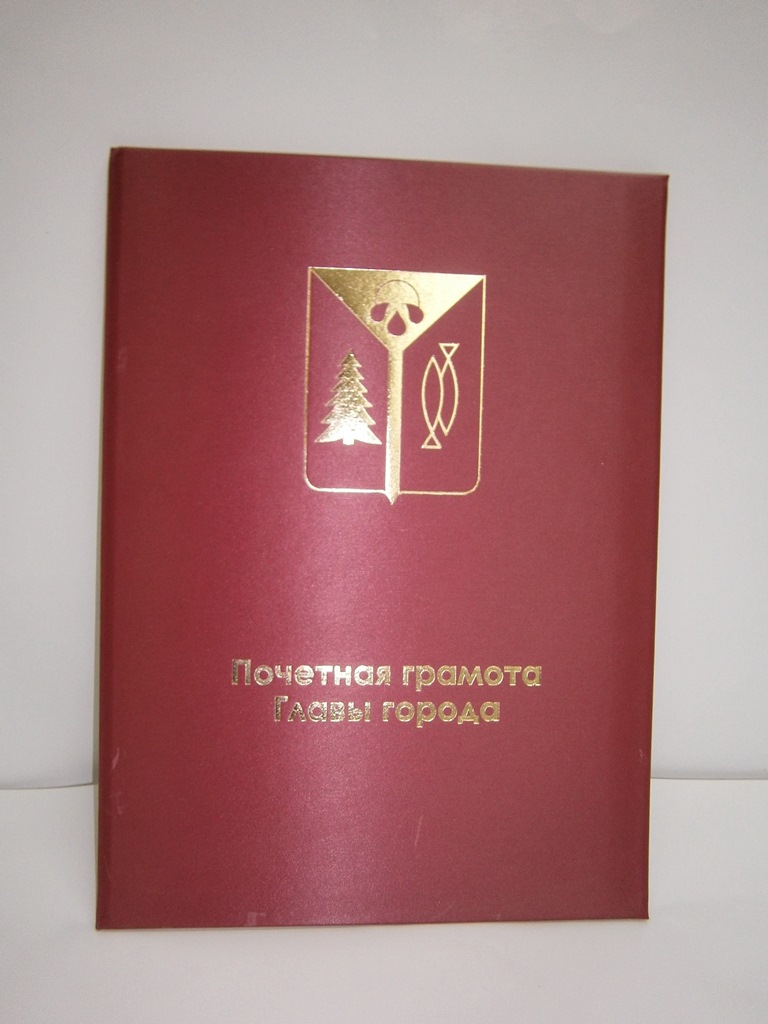 Почетная грамота
Главы города